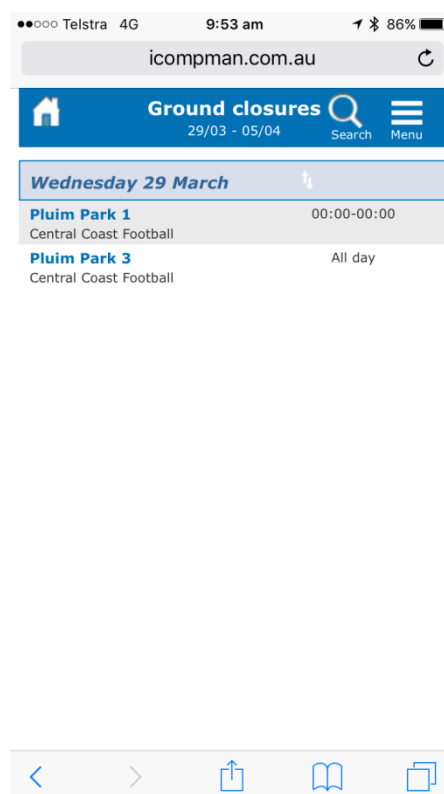 Telstra 4G 9:53 am 86%
icompman.com.au
Ground closures
29/03 - 05/04
Search Menu
Wednesday 29 March
Pluim Park 1 00:00-00:00
Central Coast Football
Pluim Park 3 All day
Central Coast Football